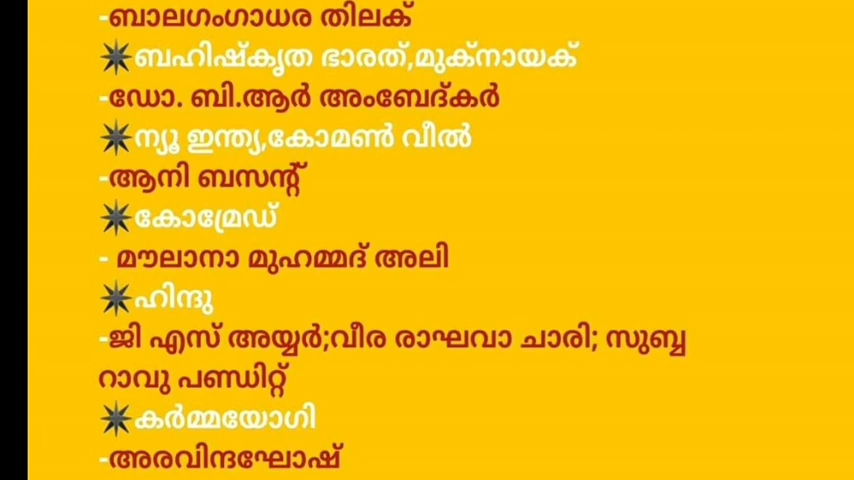 -ബാലഗംഗാധര തിലക്
✴ബഹിഷ്കൃത ഭാരത്,മുക്നായക്
-ഡോ. ബി.ആർ അംബേദ്കർ
✴ന്യൂ ഇന്ത്യ,കോമൺ വീൽ
-ആനി ബസന്റ്
✴കോമ്രേഡ്
- മൗലാനാ മുഹമ്മദ് അലി
✴ഹിന്ദു
-ജി എസ് അയ്യർ;വീര രാഘവാ ചാരി; സുബ്ബ
റാവു പണ്ഡിറ്റ്
✴കർമ്മയോഗി
-അരവിന്ദഘോഷ്